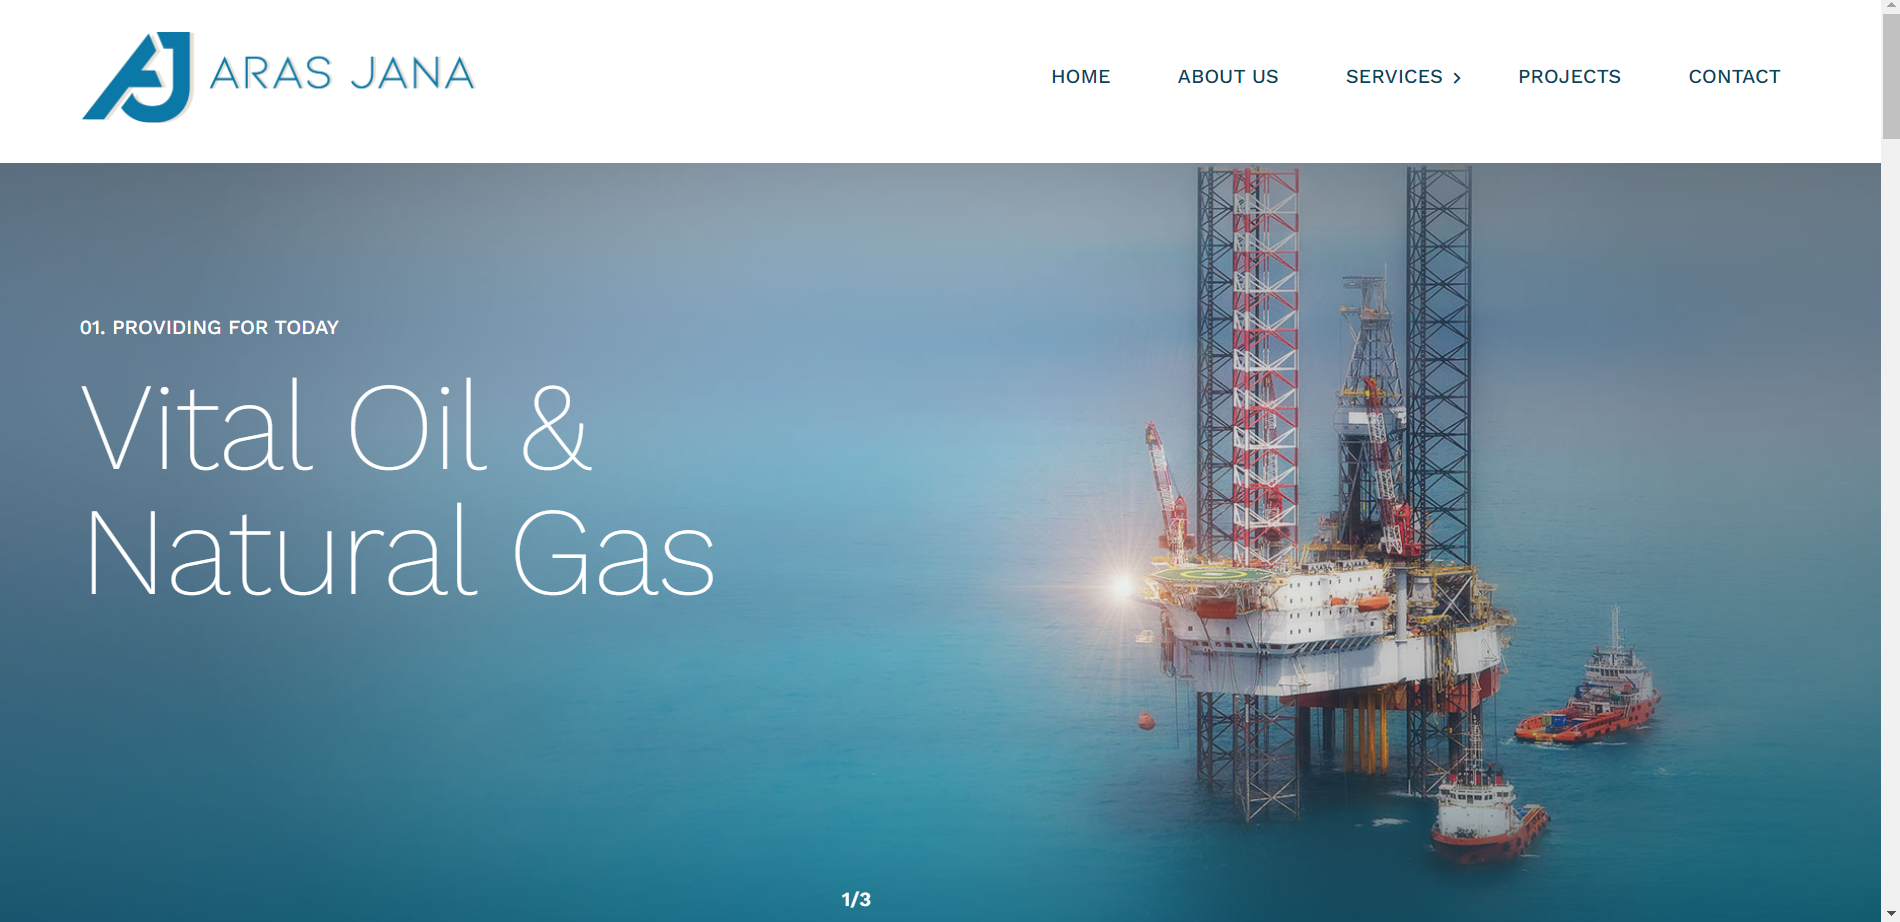 AJ ARAS JANA
HOME ABOUT US SERVICES PROJECTS CONTACT
01. PROVIDING FOR TODAY
Vital Oil &
Natural Gas
1/3